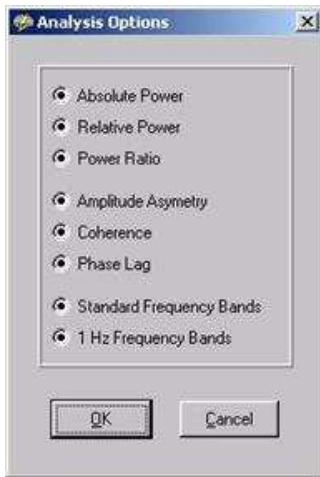 Analysis Options
Absolute Power
Relative Power
Power Ratio
Amplitude Asymetry
Coherence
Phase Lag
Standard Frequency Bands
1 Hz Frequency Bands
OK
Cancel